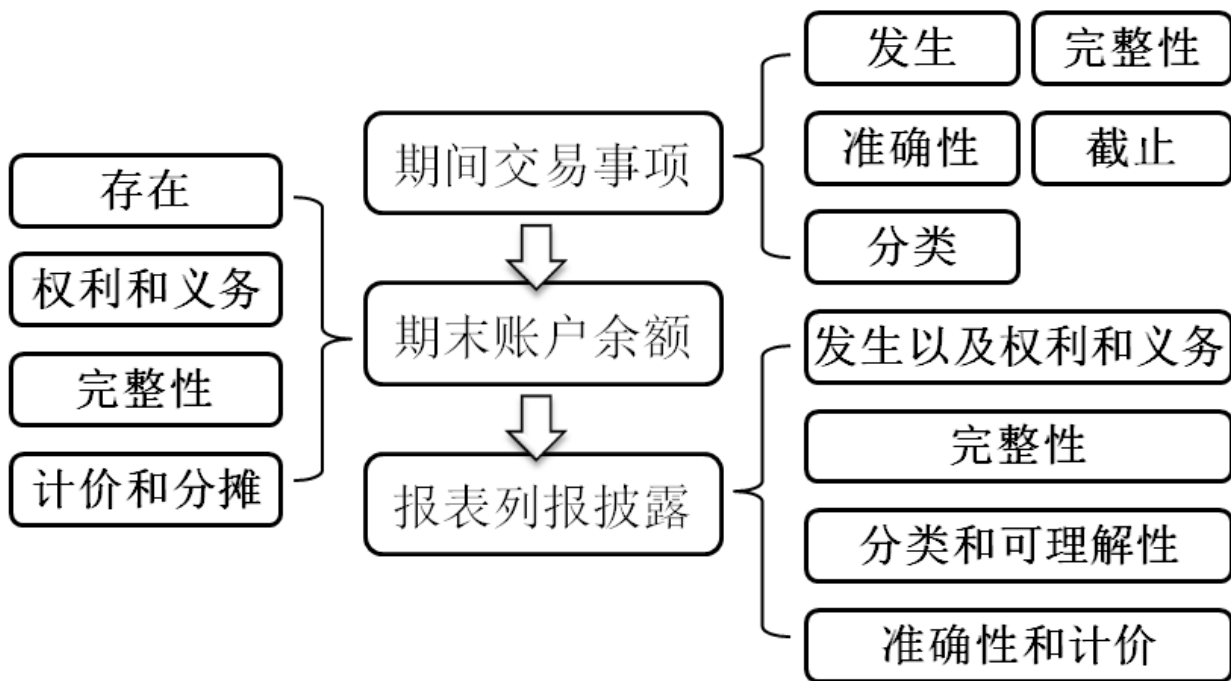 发生
完整性
期间交易事项
准确性
截止
存在
分类
权利和义务
期末账户余额
发生以及权利和义务
完整性
完整性
计价和分摊
报表列报披露
分类和可理解性
准确性和计价